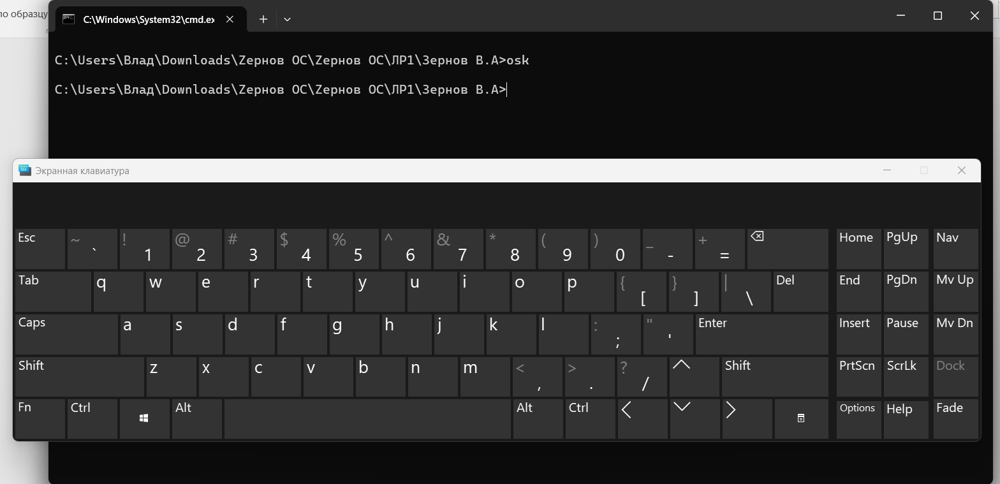 по образцу
C:\Windows\System32\cmd.ex
C:\Users\Влад\Downloads\Zернов ОС\Zернов ОС\ЛР1\Зернов В.А>osk
C:\Users\Влад\Downloads\Zернов ОС\Zернов ОС\ЛР1\Зернов В.А>
Экранная клавиатура
Esc ~ ` ! 1 @ 2 # 3 $ 4 % 5 ^ 6 & 7 * 8 ( 9 ) 0 _ - + = Home PgUp Nav
Tab q w e r t y u i o p { [ } ] | \ Del End PgDn Mv Up
Caps a s d f g h j k l : ; " ' Enter Insert Pause Mv Dn
Shift z x c v b n m < , > . ? / Shift PrtScn ScrLk Dock
Fn Ctrl Alt Alt Ctrl Options Help Fade